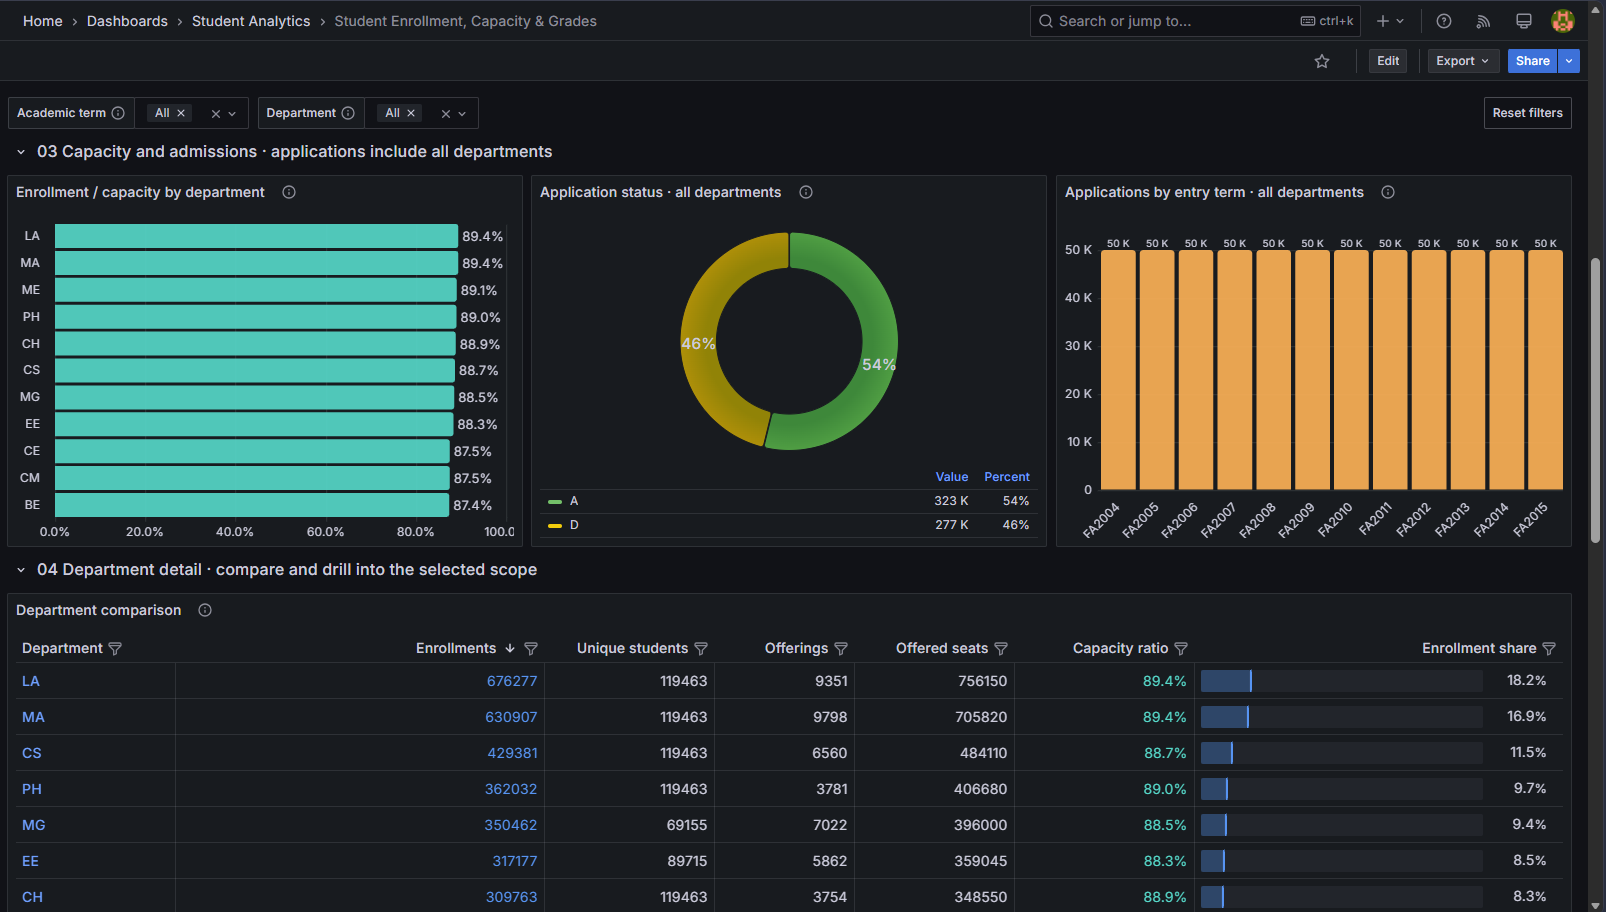 Home › Dashboards › Student Analytics › Student Enrollment, Capacity & Grades
Search or jump to... ctrl+k
Edit Export Share
Academic term All Department All Reset filters
03 Capacity and admissions · applications include all departments
Enrollment / capacity by department
LA 89.4%
MA 89.4%
ME 89.1%
PH 89.0%
CH 88.9%
CS 88.7%
MG 88.5%
EE 88.3%
CE 87.5%
CM 87.5%
BE 87.4%
0.0% 20.0% 40.0% 60.0% 80.0% 100.0
Application status · all departments
46%
54%
Value Percent
A 323 K 54%
D 277 K 46%
Applications by entry term · all departments
50 K 50 K 50 K 50 K 50 K 50 K 50 K 50 K 50 K 50 K 50 K 50 K
50 K
40 K
30 K
20 K
10 K
0
FA2004 FA2005 FA2006 FA2007 FA2008 FA2009 FA2010 FA2011 FA2012 FA2013 FA2014 FA2015
04 Department detail · compare and drill into the selected scope
Department comparison
Department Enrollments Unique students Offerings Offered seats Capacity ratio Enrollment share
LA 676277 119463 9351 756150 89.4% 18.2%
MA 630907 119463 9798 705820 89.4% 16.9%
CS 429381 119463 6560 484110 88.7% 11.5%
PH 362032 119463 3781 406680 89.0% 9.7%
MG 350462 69155 7022 396000 88.5% 9.4%
EE 317177 89715 5862 359045 88.3% 8.5%
CH 309763 119463 3754 348550 88.9% 8.3%